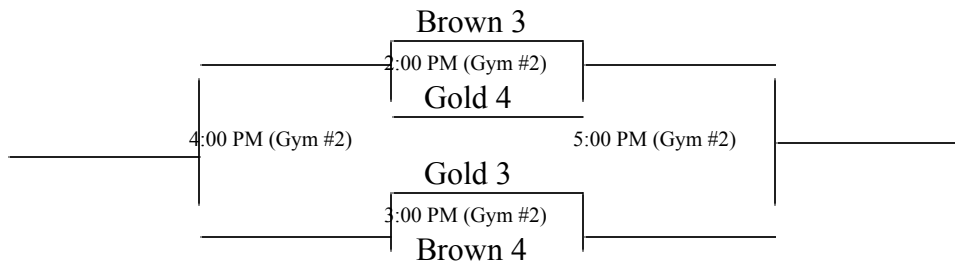 Brown 3
2:00 PM (Gym #2)
Gold 4
4:00 PM (Gym #2)
5:00 PM (Gym #2)
Gold 3
3:00 PM (Gym #2)
Brown 4